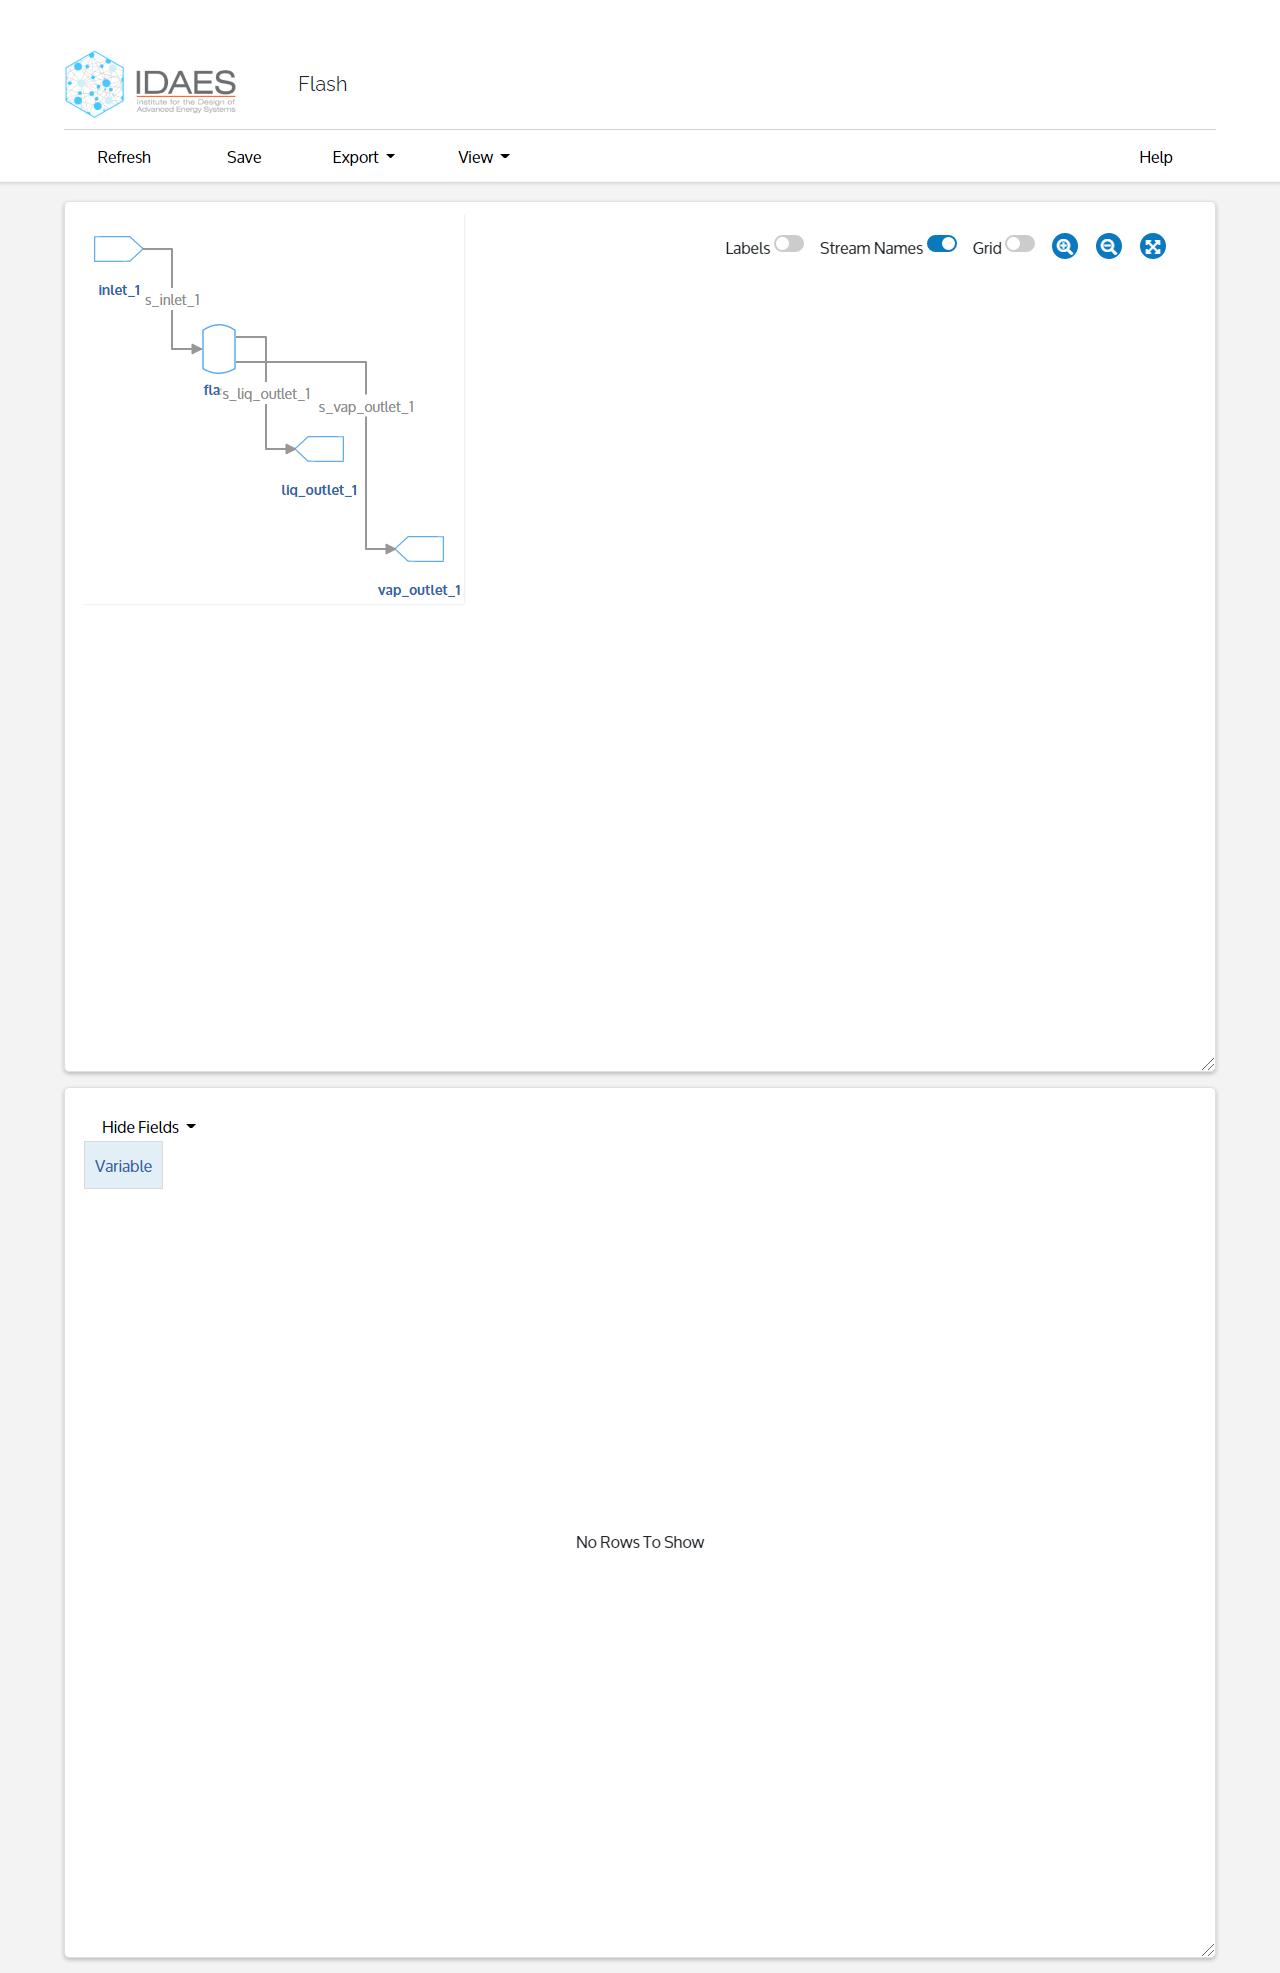 IDAES
Institute for the Design of
Advanced Energy Systems
Flash
Refresh Save Export View Help
Labels Stream Names Grid
inlet_1
s_inlet_1
fla
s_liq_outlet_1
s_vap_outlet_1
liq_outlet_1
vap_outlet_1
Hide Fields
Variable
No Rows To Show